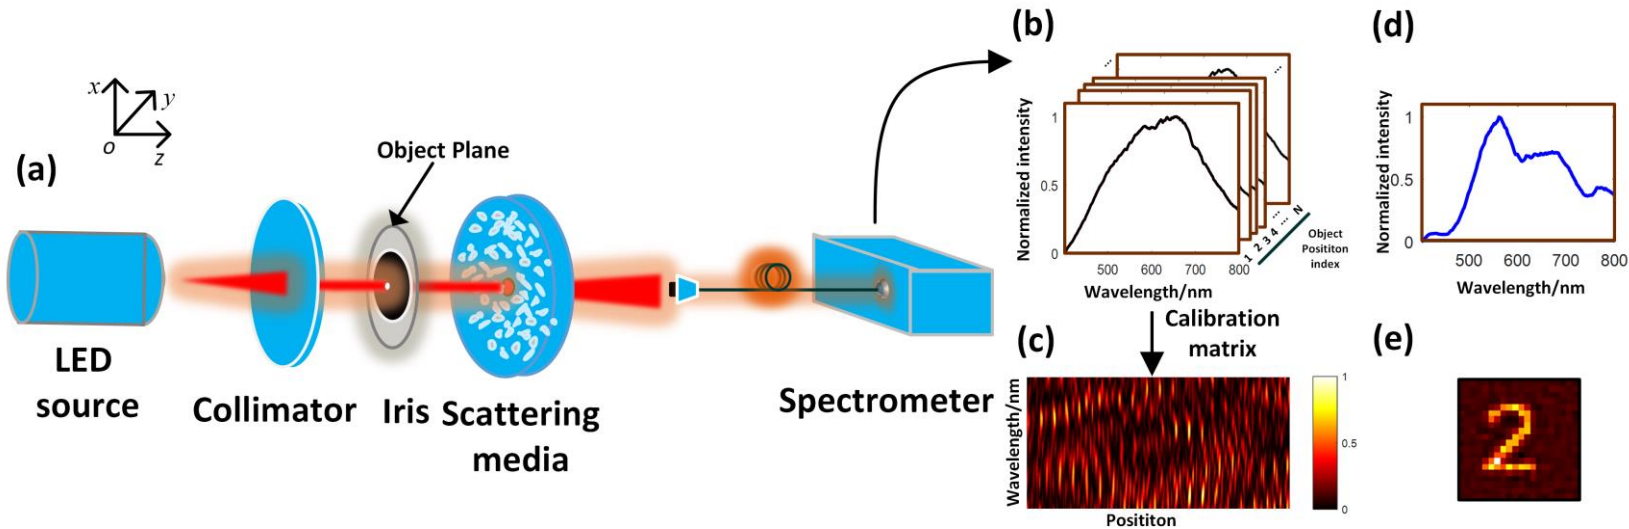 (a)
x
y
o
z
Object Plane
LED
source
Collimator
Iris
Scattering
media
Spectrometer
(b)
Normalized intensity
1
0.5
0
500
600
700
800
Wavelength/nm
1 2 3 4 ... N
Object
Posititon
index
Calibration
matrix
(c)
Wavelength/nm
Posititon
1
0.5
0
(d)
Normalized intensity
1
0.5
0
500
600
700
800
Wavelength/nm
(e)
2